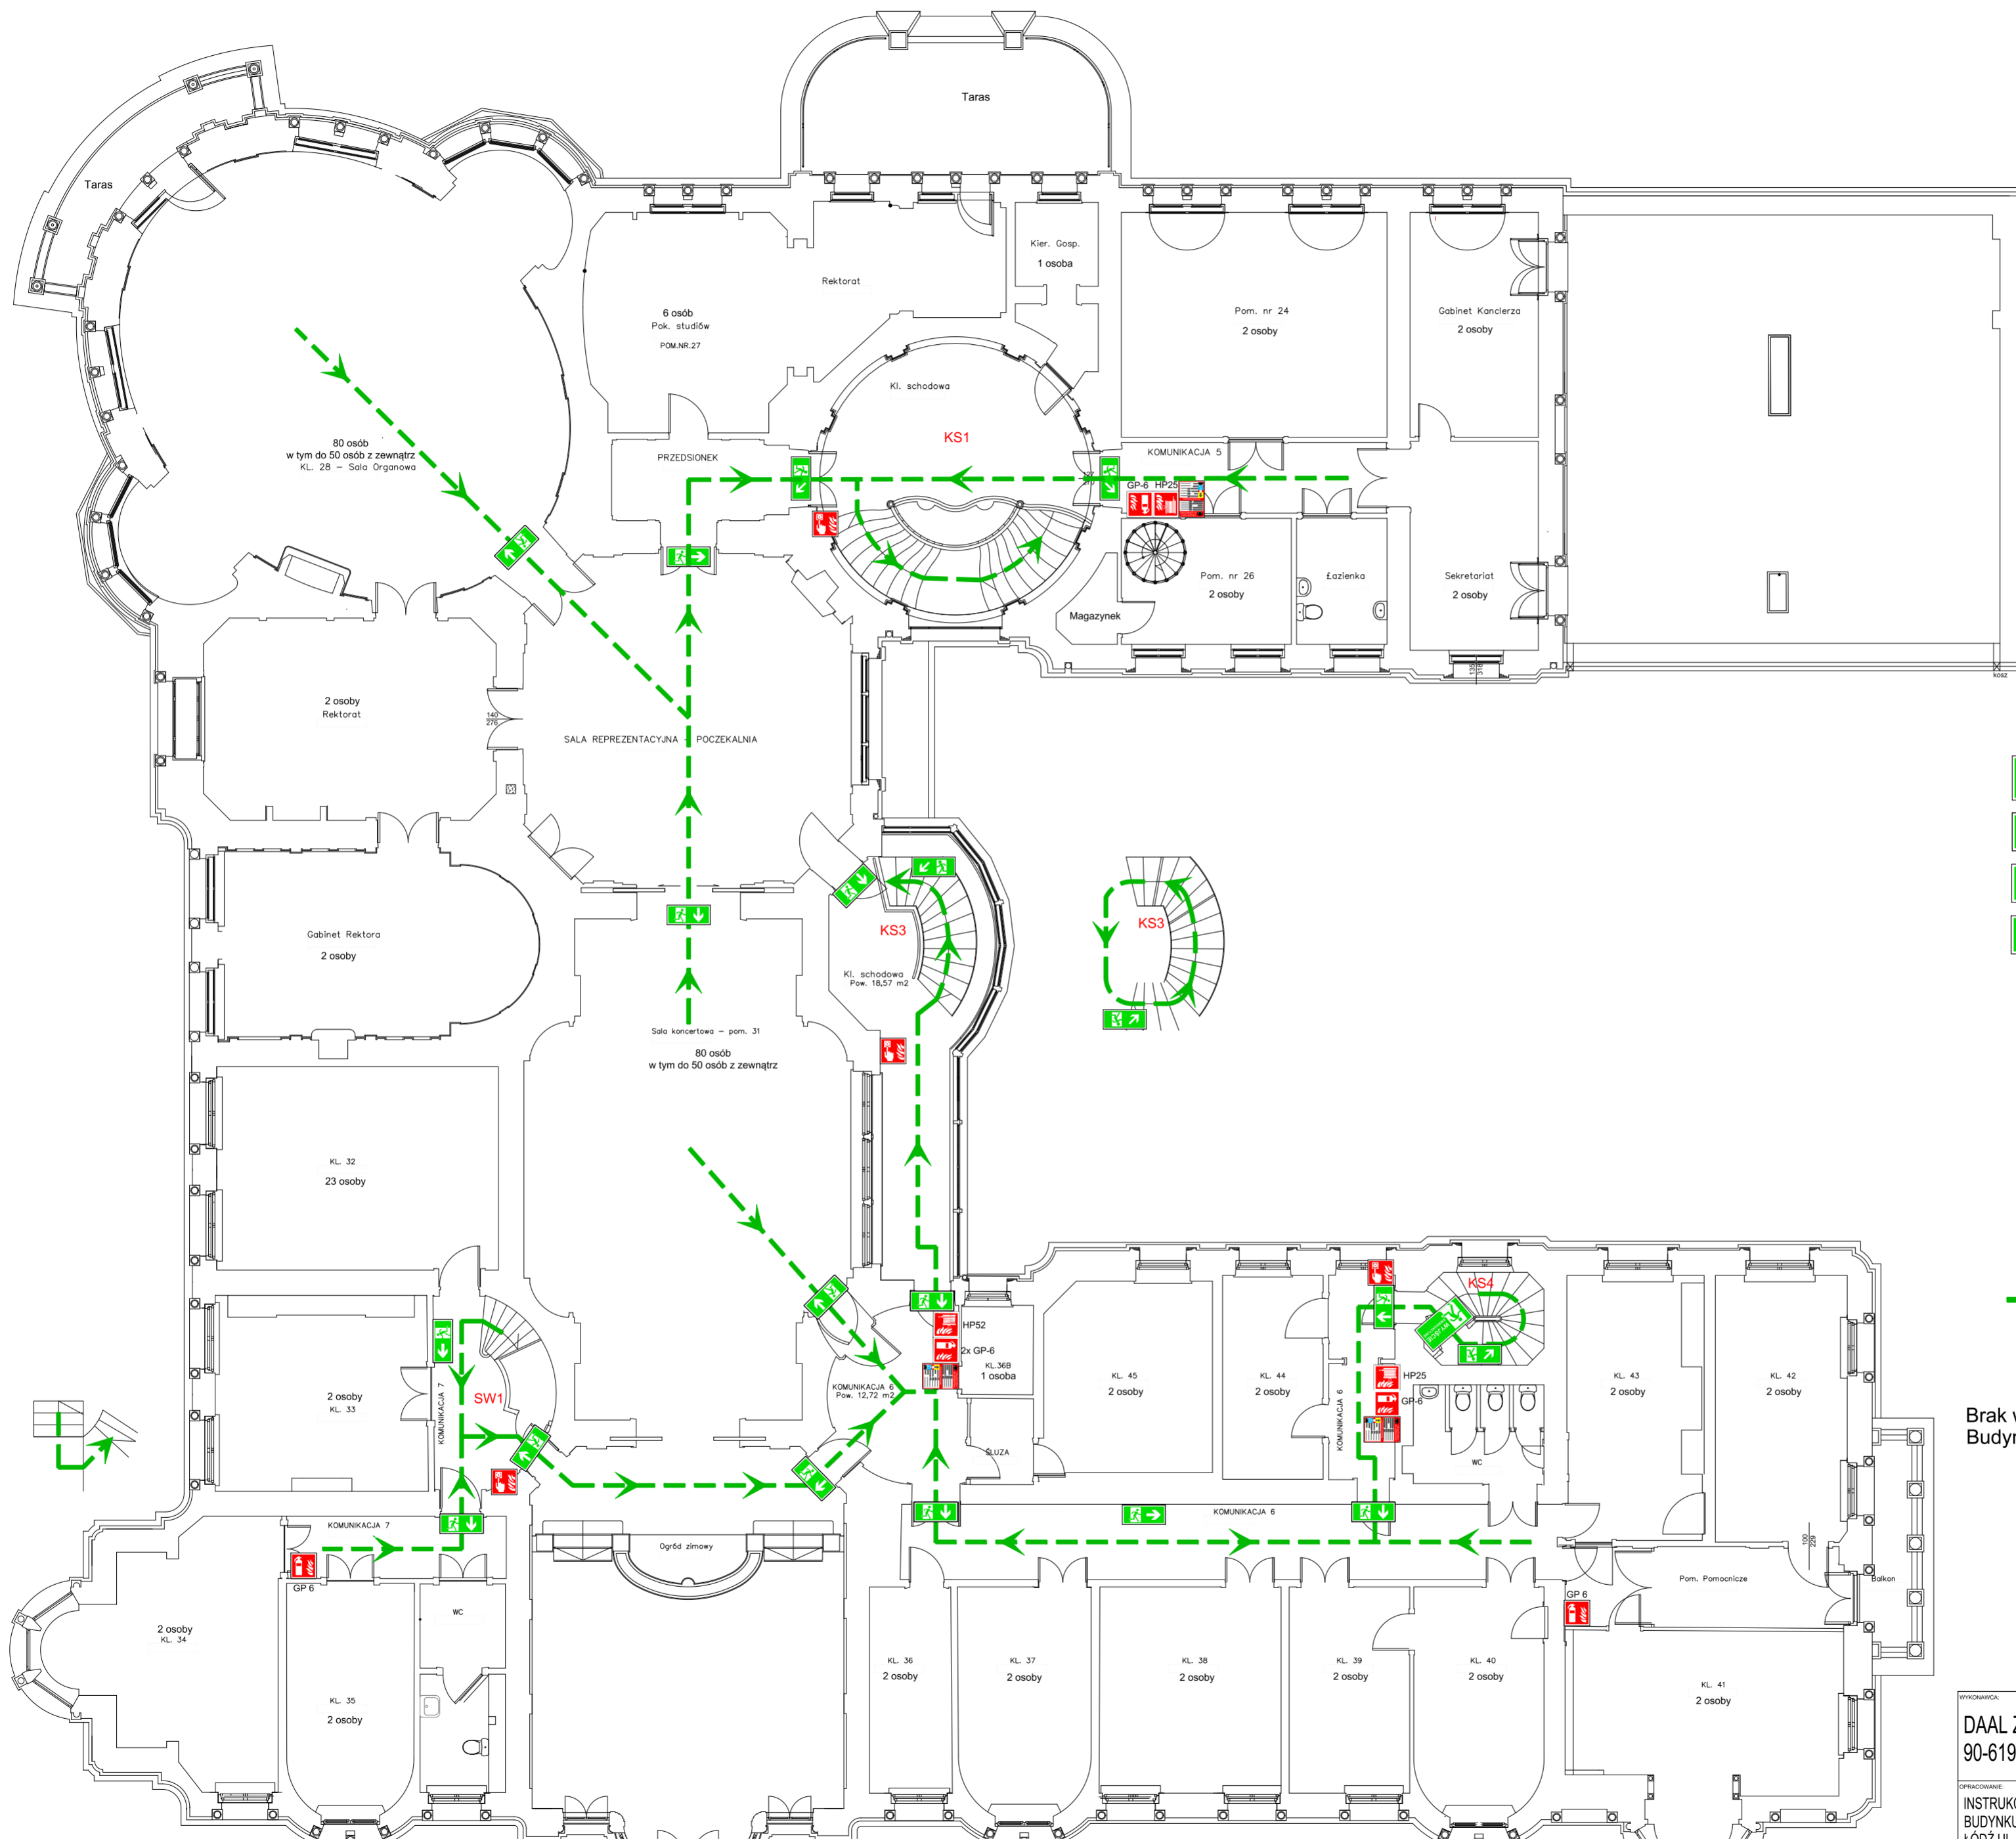 Taras
Taras
Kier. Gosp.
1 osoba
Rektorat
6 osób
Pok. studiów
POM.NR.27
Pom. nr 24
2 osoby
Gabinet Kanclerza
2 osoby
Kl. schodowa
KS1
80 osób
w tym do 50 osób z zewnątrz
KL. 28 – Sala Organowa
PRZEDSIONEK
KOMUNIKACJA 5
GP-6 HP25
Pom. nr 26
2 osoby
Łazienka
Sekretariat
2 osoby
Magazynek
135
318
kosz
2 osoby
Rektorat
140
276
SALA REPREZENTACYJNA – POCZEKALNIA
Gabinet Rektora
2 osoby
KS3
KS3
Kl. schodowa
Pow. 18,57 m2
Sala koncertowa – pom. 31
80 osób
w tym do 50 osób z zewnątrz
KL. 32
23 osoby
KS4
HP52
2x GP-6
KL.36B
1 osoba
KL. 45
2 osoby
KL. 44
2 osoby
HP25
GP-6
KL. 43
2 osoby
KL. 42
2 osoby
2 osoby
KL. 33
KOMUNIKACJA 7
SW1
KOMUNIKACJA 6
Pow. 12,72 m2
KOMUNIKACJA 6
ŚLUZA
WC
Brak
Budy
KOMUNIKACJA 7
GP 6
Ogród zimowy
KOMUNIKACJA 6
100
229
Pom. Pomocnicze
Balkon
GP 6
WC
2 osoby
KL. 34
KL. 35
2 osoby
KL. 36
2 osoby
KL. 37
2 osoby
KL. 38
2 osoby
KL. 39
2 osoby
KL. 40
2 osoby
KL. 41
2 osoby
WYKONAWCA:
DAAL
90-619
OPRACOWANIE:
INSTRUK
BUDYNK